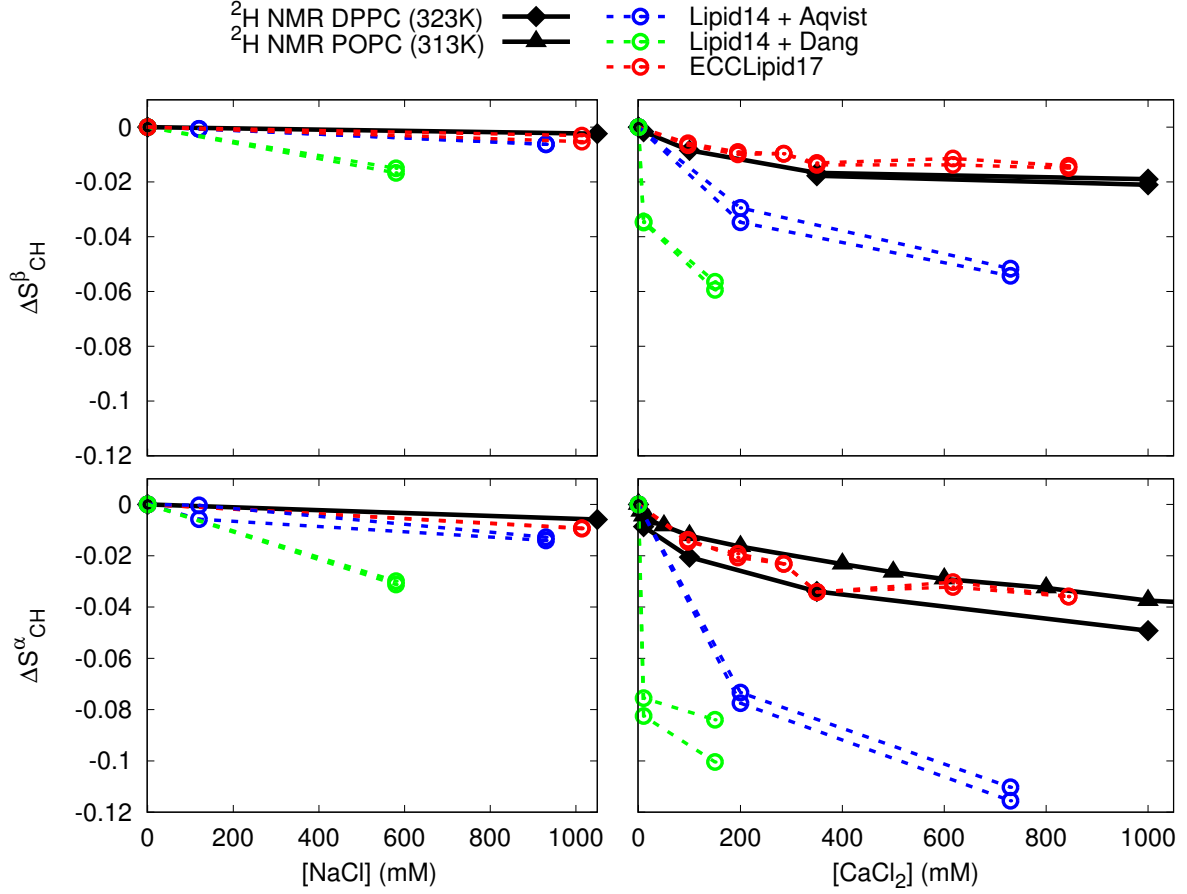 ²H NMR DPPC (323K)
²H NMR POPC (313K)
Lipid14 + Aqvist
Lipid14 + Dang
ECCLipid17
ΔS^β_CH
0
-0.02
-0.04
-0.06
-0.08
-0.1
-0.12
ΔS^α_CH
0
-0.02
-0.04
-0.06
-0.08
-0.1
-0.12
0 200 400 600 800 1000
[NaCl] (mM)
0 200 400 600 800 1000
[CaCl₂] (mM)